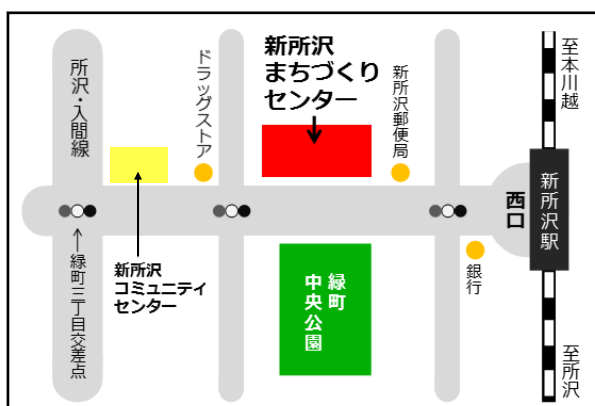 所沢・入間線
ドラッグストア
新所沢
まちづくり
センター
新所沢郵便局
至本川越
西口
新所沢駅
銀行
緑町
中央公園
新所沢
コミュニティ
センター
←緑町三丁目交差点
至所沢